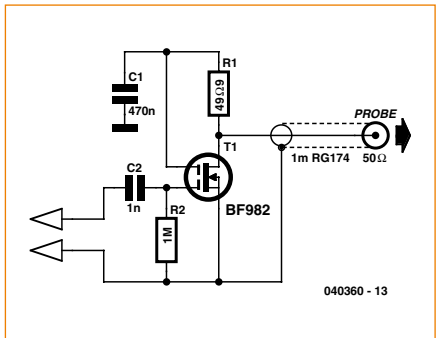 R1
C1
49Ω9
470n
PROBE
T1
1m RG174
50Ω
C2
1n
R2
BF982
1M
040360 - 13